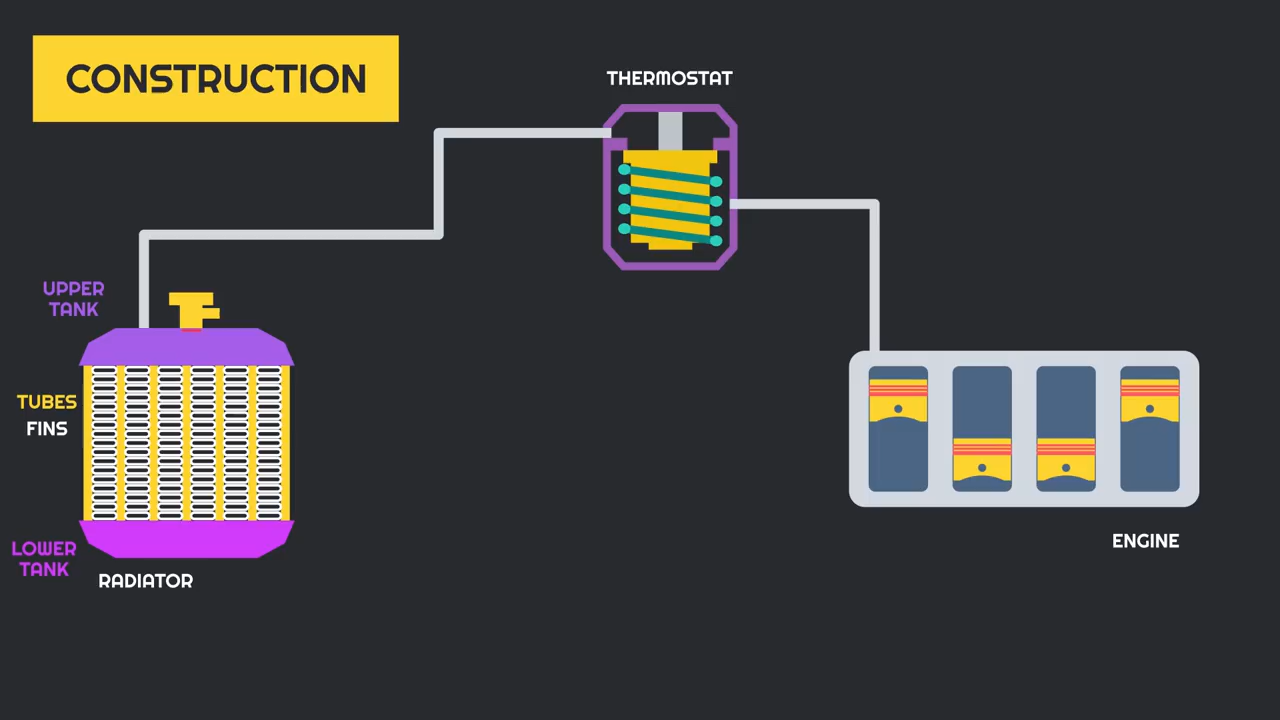 CONSTRUCTION
THERMOSTAT
UPPER
TANK
TUBES
FINS
LOWER
TANK
RADIATOR
ENGINE